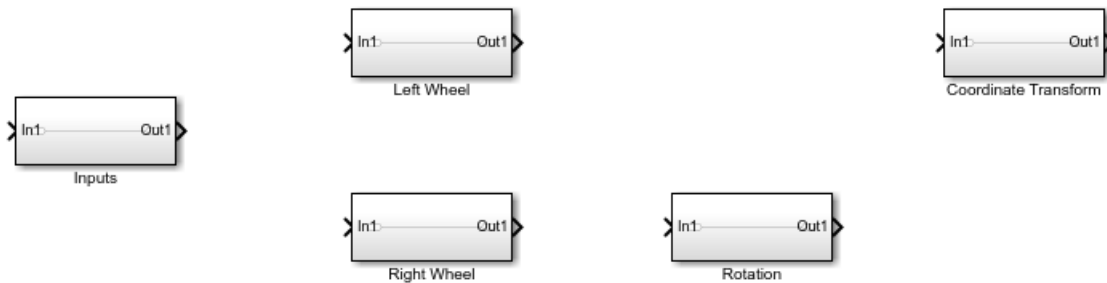 In1 Out1
Left Wheel
In1 Out1
Coordinate Transform
In1 Out1
Inputs
In1 Out1
Right Wheel
In1 Out1
Rotation